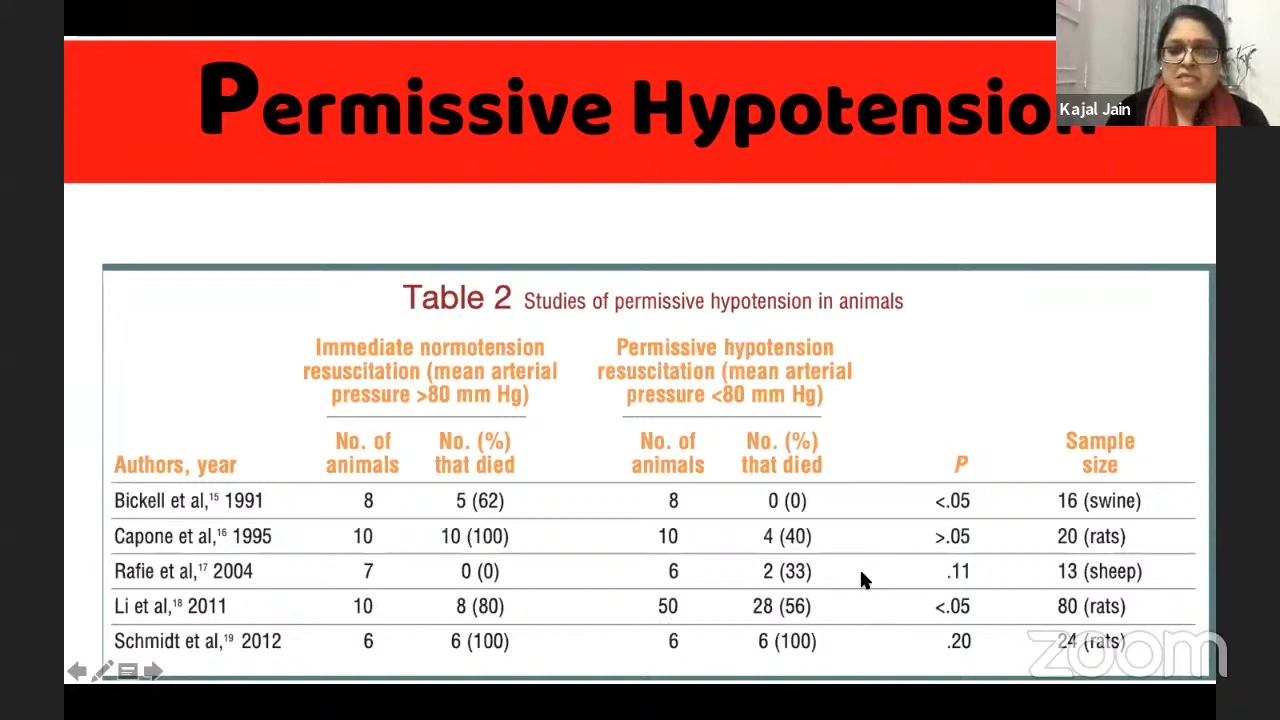 Permissive Hypotension
Kajal Jain
Table 2 Studies of permissive hypotension in animals
Immediate normotension
resuscitation (mean arterial
pressure >80 mm Hg)
Permissive hypotension
resuscitation (mean arterial
pressure <80 mm Hg)
Authors, year
No. of
animals
No. (%)
that died
No. of
animals
No. (%)
that died
P
Sample
size
Bickell et al,15 1991 8 5 (62) 8 0 (0) <.05 16 (swine)
Capone et al,16 1995 10 10 (100) 10 4 (40) >.05 20 (rats)
Rafie et al,17 2004 7 0 (0) 6 2 (33) .11 13 (sheep)
Li et al,18 2011 10 8 (80) 50 28 (56) <.05 80 (rats)
Schmidt et al,19 2012 6 6 (100) 6 6 (100) .20 24 (rats)
zoom